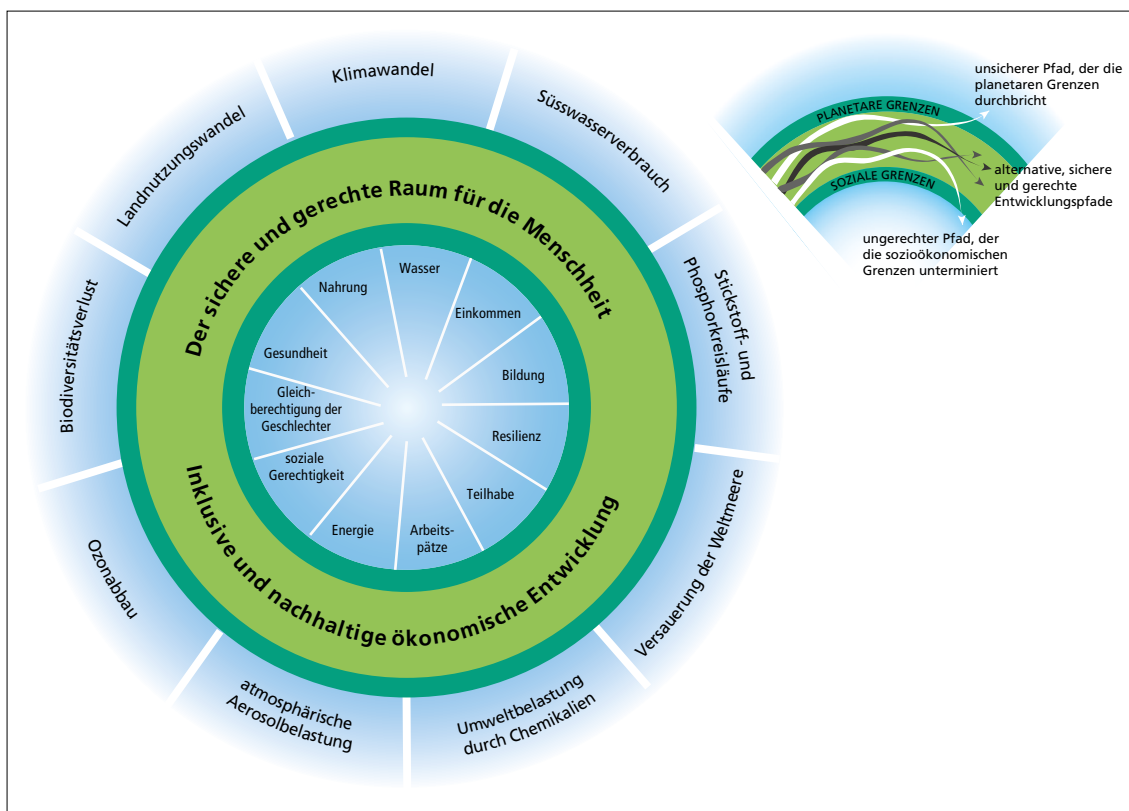 Klimawandel
Süsswasserverbrauch
Stickstoff- und
Phosphorkreisläufe
Versauerung der Weltmeere
Umweltbelastung
durch Chemikalien
atmosphärische
Aerosolbelastung
Ozonabbau
Biodiversitätsverlust
Landnutzungswandel
Der sichere und gerechte Raum für die Menschheit
Inklusive und nachhaltige ökonomische Entwicklung
Wasser
Einkommen
Bildung
Resilienz
Teilhabe
Arbeits-
pätze
Energie
soziale
Gerechtigkeit
Gleich-
berechtigung der
Geschlechter
Gesundheit
Nahrung
unsicherer Pfad, der die
planetaren Grenzen
durchbricht
PLANETARE GRENZEN
SOZIALE GRENZEN
alternative, sichere
und gerechte
Entwicklungspfade
ungerechter Pfad, der
die sozioökonomischen
Grenzen unterminiert